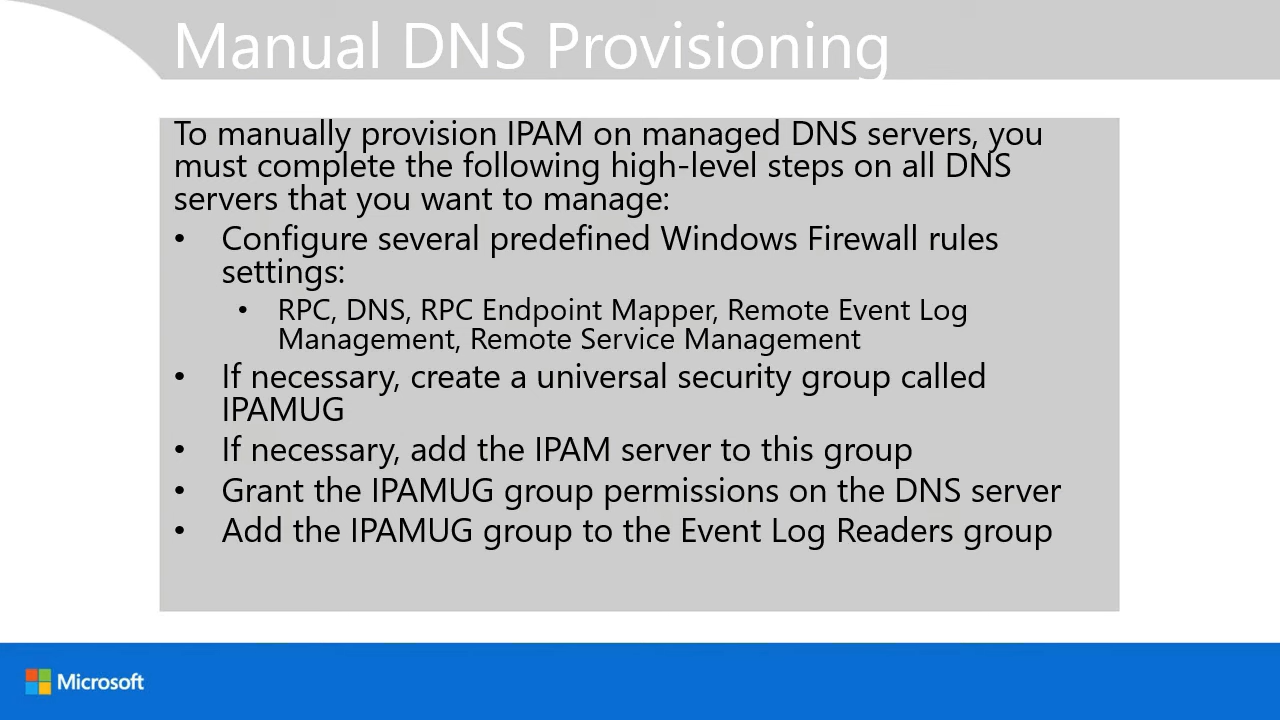 Manual DNS Provisioning
To manually provision IPAM on managed DNS servers, you
must complete the following high-level steps on all DNS
servers that you want to manage:
• Configure several predefined Windows Firewall rules
settings:
• RPC, DNS, RPC Endpoint Mapper, Remote Event Log
Management, Remote Service Management
• If necessary, create a universal security group called
IPAMUG
• If necessary, add the IPAM server to this group
• Grant the IPAMUG group permissions on the DNS server
• Add the IPAMUG group to the Event Log Readers group
Microsoft